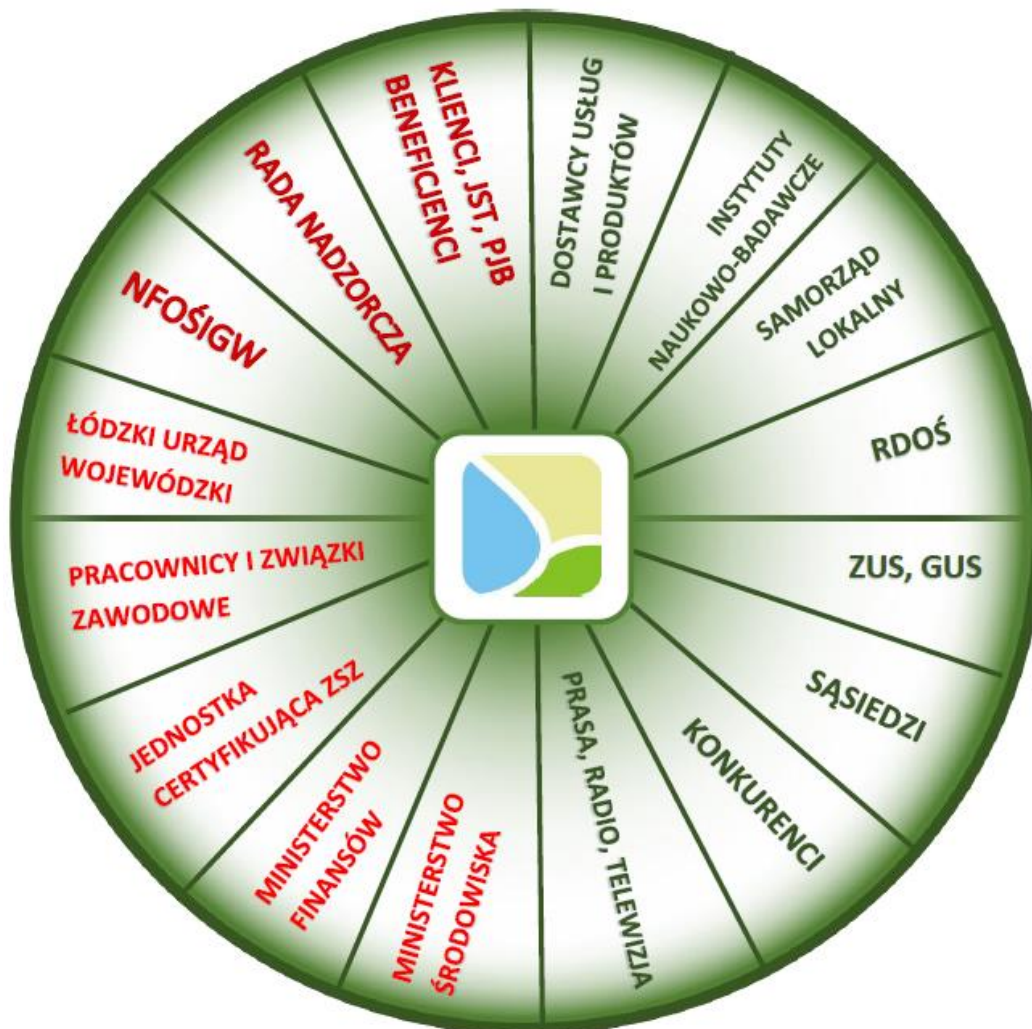 KLIENCI, JST, PJB
BENEFICJENCI
DOSTAWCY USŁUG
I PRODUKTÓW
INSTYTUTY
NAUKOWO-BADAWCZE
SAMORZĄD
LOKALNY
RDOŚ
ZUS, GUS
SĄSIEDZI
KONKURENCI
PRASA, RADIO, TELEWIZJA
MINISTERSTWO
ŚRODOWISKA
MINISTERSTWO
FINANSÓW
JEDNOSTKA
CERTYFIKUJĄCA ZSZ
PRACOWNICY I ZWIĄZKI
ZAWODOWE
ŁÓDZKI URZĄD
WOJEWÓDZKI
NFOŚIGW
RADA NADZORCZA